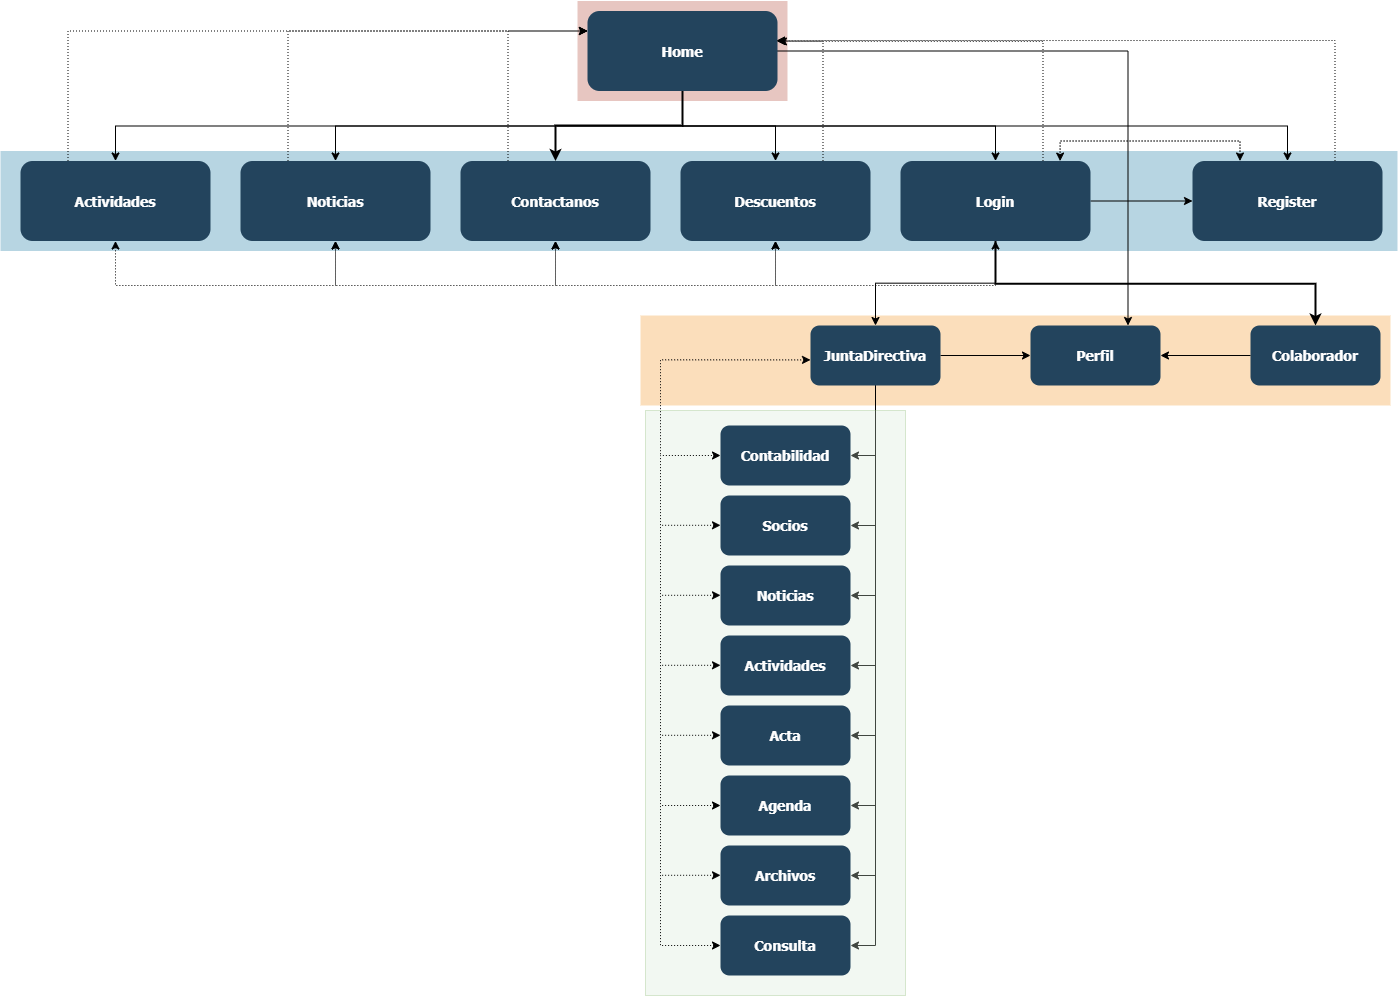 Home
Actividades
Noticias
Contactanos
Descuentos
Login
Register
JuntaDirectiva
Perfil
Colaborador
Contabilidad
Socios
Noticias
Actividades
Acta
Agenda
Archivos
Consulta